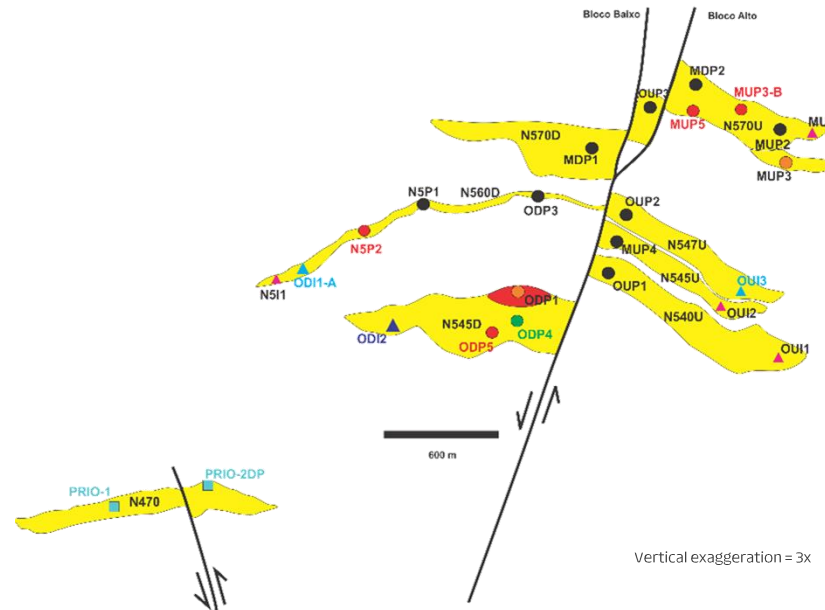 Bloco Baixo
Bloco Alto
MDP2
OUP3
MUP3-B
MUP5
N570U
MU
MUP2
MUP3
N570D
MDP1
N5P1
N560D
ODP3
OUP2
N5P2
MUP4
N547U
ODI1-A
N5I1
OUP1
N545U
OUI3
OUI2
N540U
ODP1
N545D
ODP4
ODI2
ODP5
OUI1
600 m
PRIO-2DP
PRIO-1
N470
Vertical exaggeration = 3x